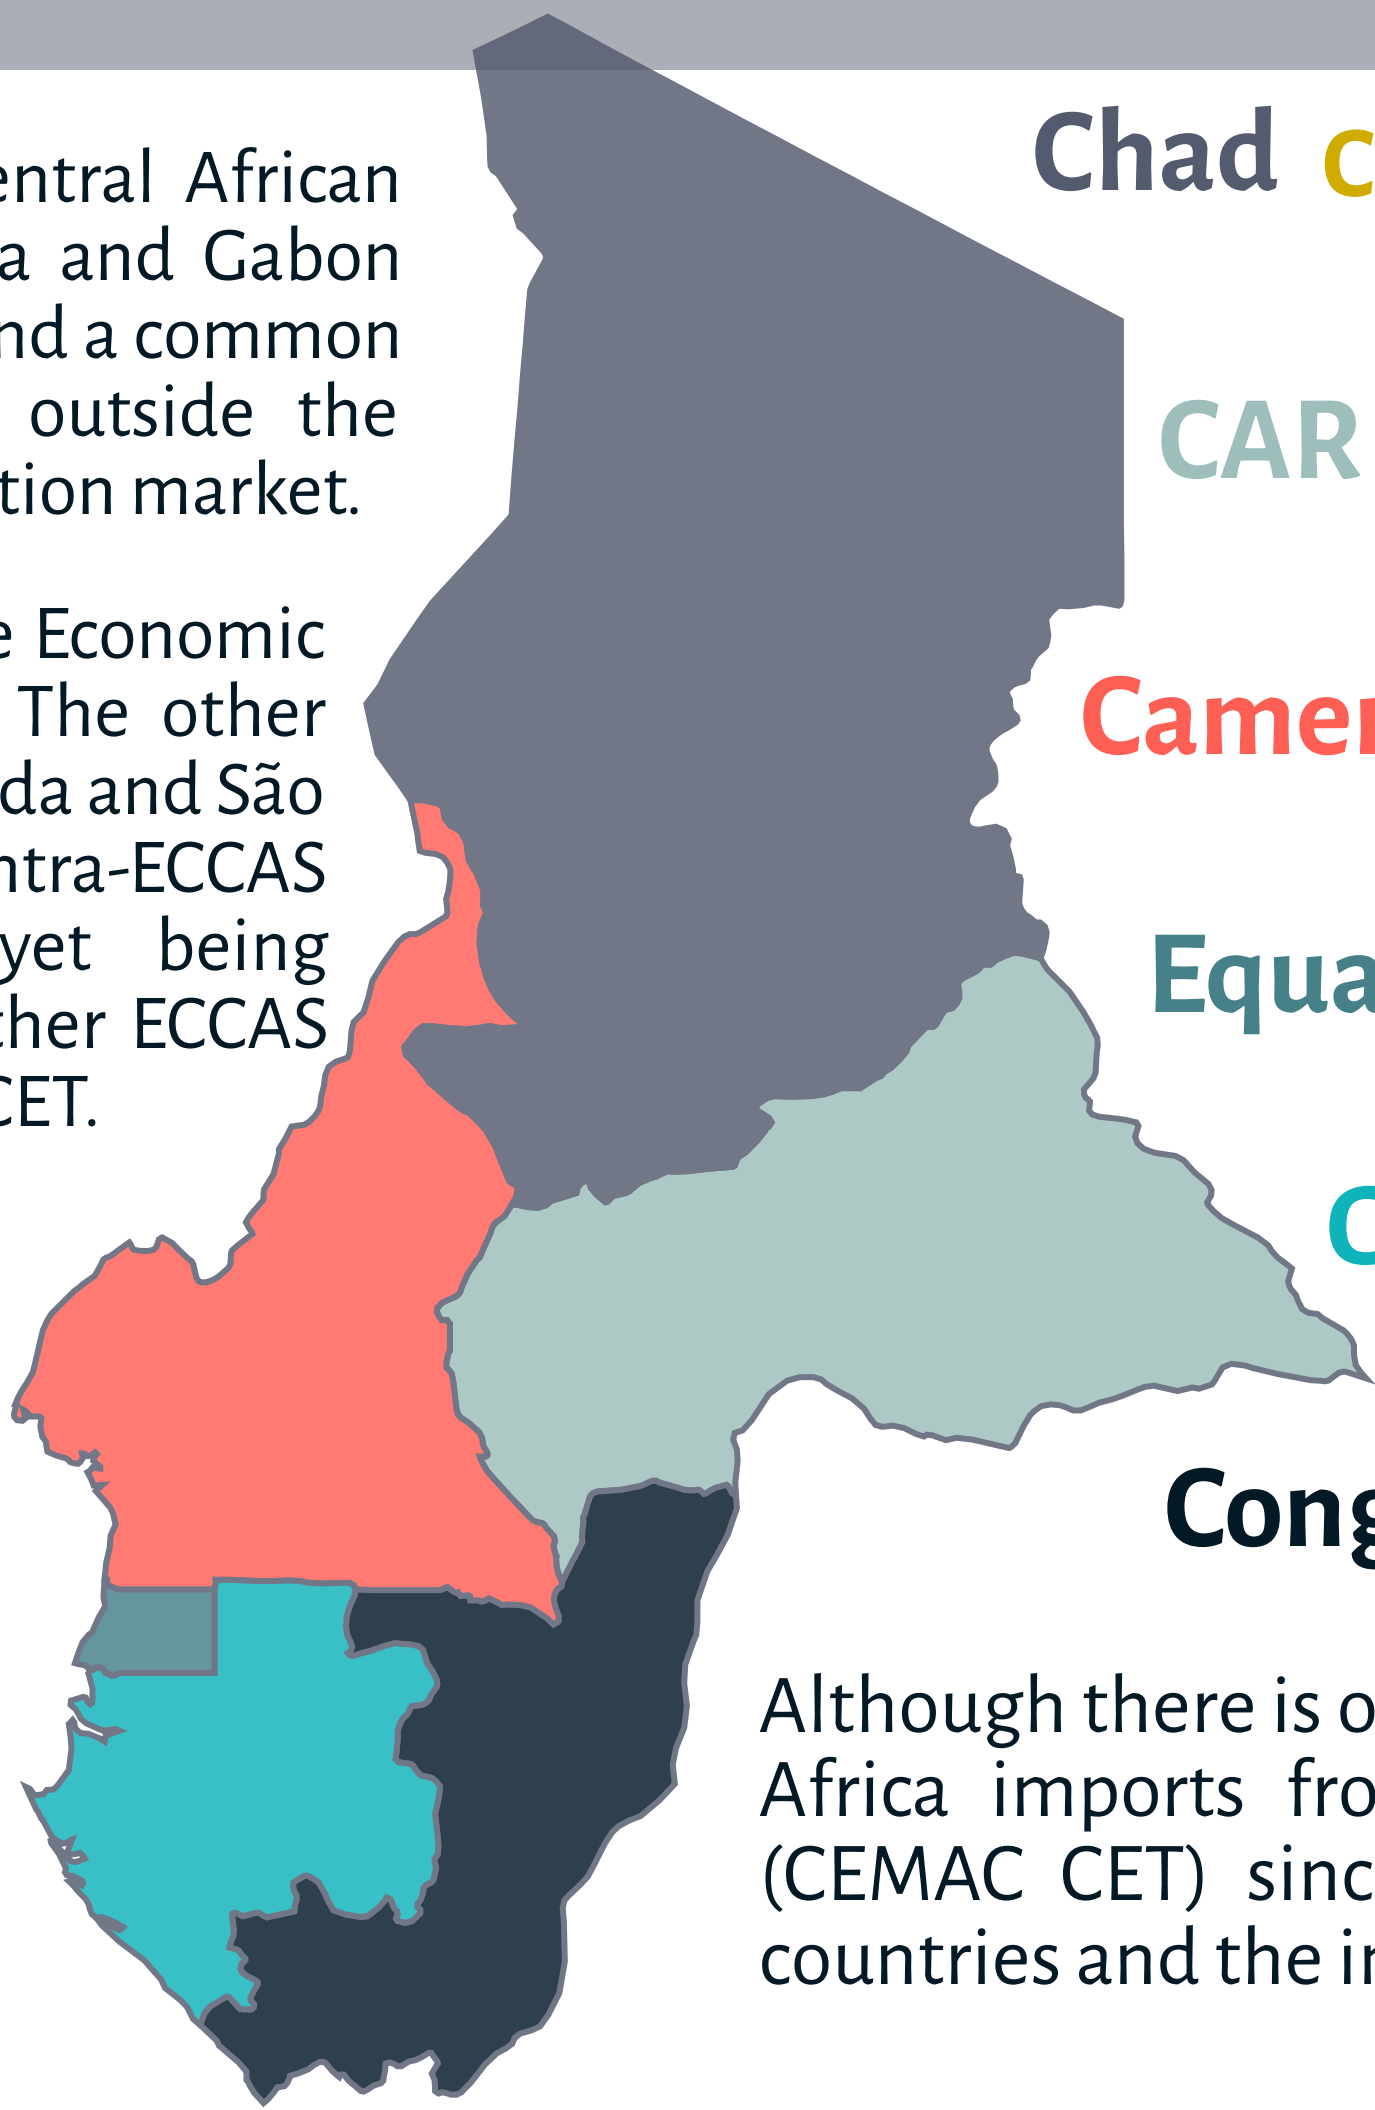 entral African
a and Gabon
nd a common
outside the
tion market.
e Economic
The other
da and São
ntra-ECCAS
yet being
ther ECCAS
CET.
Chad C
CAR
Camer
Equa
C
Cong
Although there is o
Africa imports fro
(CEMAC CET) sinc
countries and the in